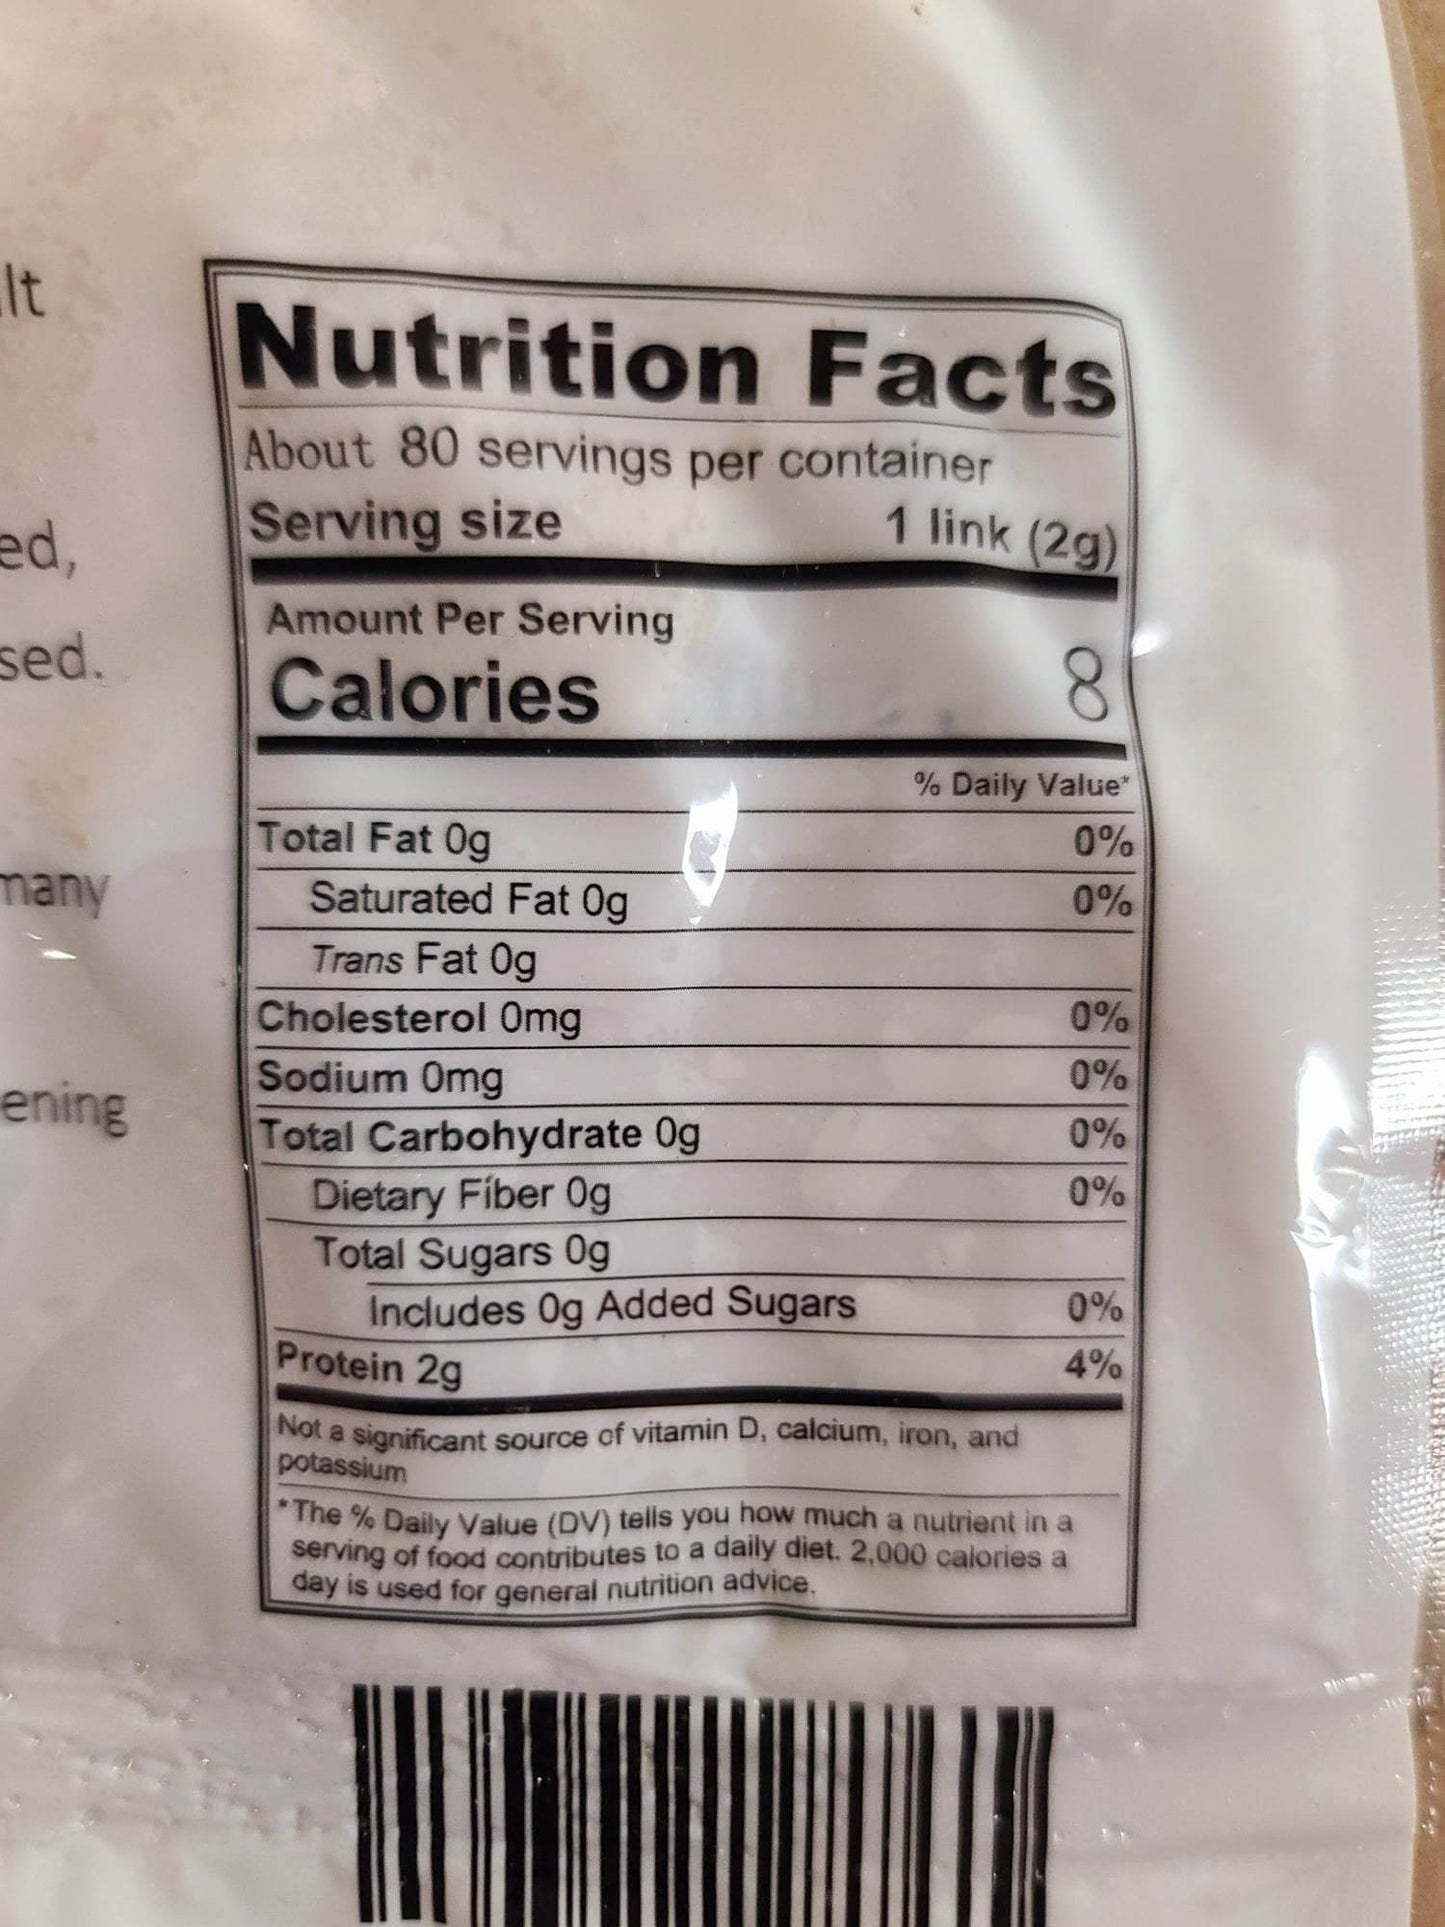 lt
ed,
sed.
many
ening
Nutrition Facts
About 80 servings per container
Serving size 1 link (2g)
Amount Per Serving
Calories 8
% Daily Value*
Total Fat 0g 0%
Saturated Fat 0g 0%
Trans Fat 0g
Cholesterol 0mg 0%
Sodium 0mg 0%
Total Carbohydrate 0g 0%
Dietary Fiber 0g 0%
Total Sugars 0g
Includes 0g Added Sugars 0%
Protein 2g 4%
Not a significant source of vitamin D, calcium, iron, and
potassium
*The % Daily Value (DV) tells you how much a nutrient in a
serving of food contributes to a daily diet. 2,000 calories a
day is used for general nutrition advice.